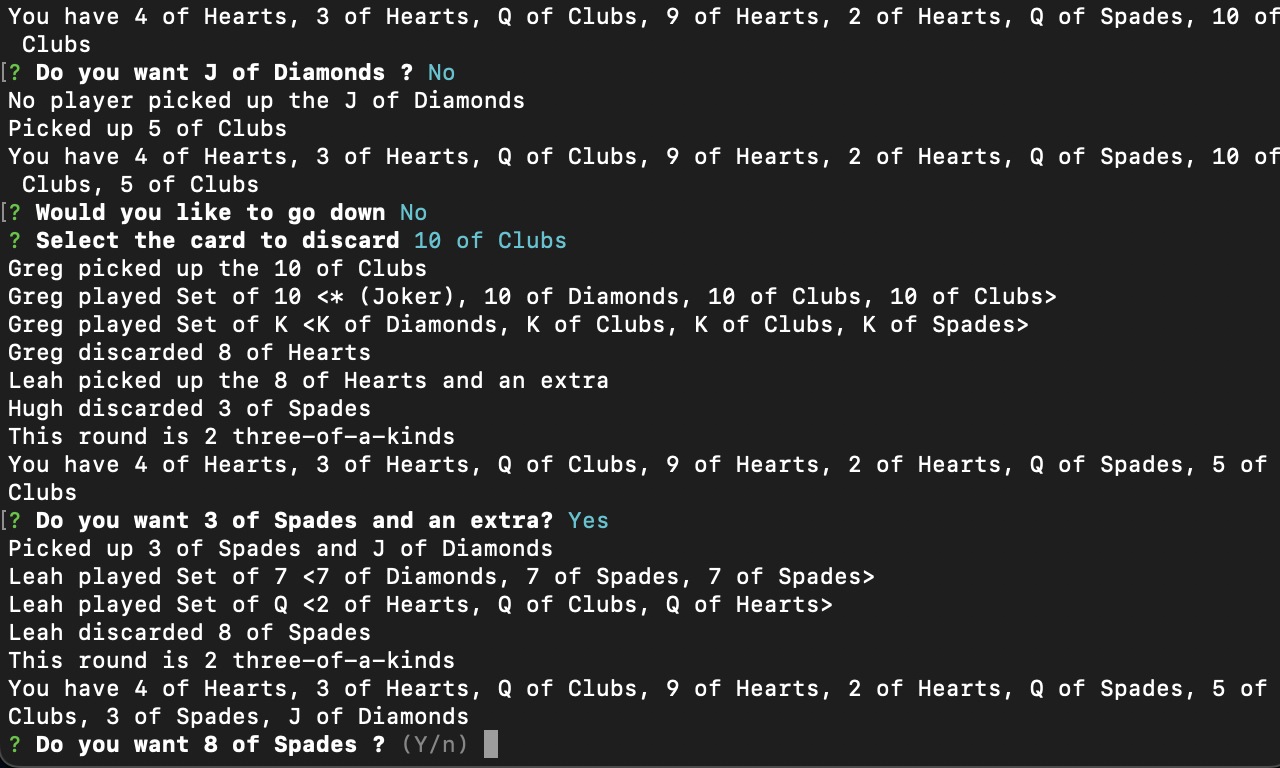 You have 4 of Hearts, 3 of Hearts, Q of Clubs, 9 of Hearts, 2 of Hearts, Q of Spades, 10 of
Clubs
[? Do you want J of Diamonds ? No
No player picked up the J of Diamonds
Picked up 5 of Clubs
You have 4 of Hearts, 3 of Hearts, Q of Clubs, 9 of Hearts, 2 of Hearts, Q of Spades, 10 of
Clubs, 5 of Clubs
[? Would you like to go down No
? Select the card to discard 10 of Clubs
Greg picked up the 10 of Clubs
Greg played Set of 10 <* (Joker), 10 of Diamonds, 10 of Clubs, 10 of Clubs>
Greg played Set of K <K of Diamonds, K of Clubs, K of Clubs, K of Spades>
Greg discarded 8 of Hearts
Leah picked up the 8 of Hearts and an extra
Hugh discarded 3 of Spades
This round is 2 three-of-a-kinds
You have 4 of Hearts, 3 of Hearts, Q of Clubs, 9 of Hearts, 2 of Hearts, Q of Spades, 5 of
Clubs
[? Do you want 3 of Spades and an extra? Yes
Picked up 3 of Spades and J of Diamonds
Leah played Set of 7 <7 of Diamonds, 7 of Spades, 7 of Spades>
Leah played Set of Q <2 of Hearts, Q of Clubs, Q of Hearts>
Leah discarded 8 of Spades
This round is 2 three-of-a-kinds
You have 4 of Hearts, 3 of Hearts, Q of Clubs, 9 of Hearts, 2 of Hearts, Q of Spades, 5 of
Clubs, 3 of Spades, J of Diamonds
? Do you want 8 of Spades ? (Y/n)